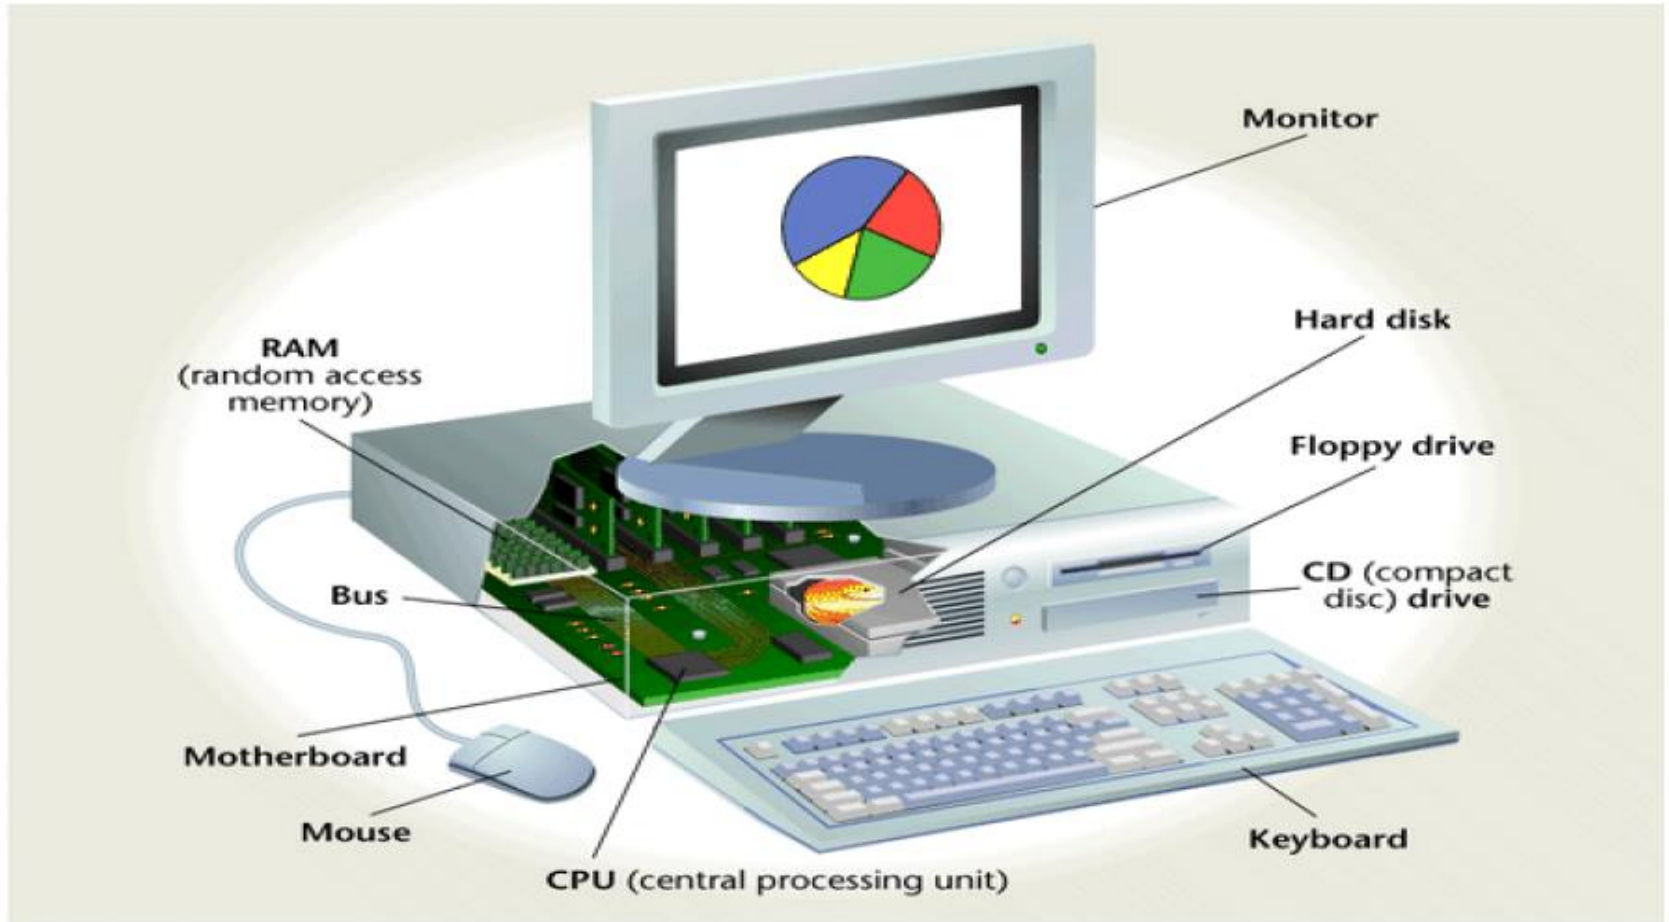 Monitor
Hard disk
RAM
(random access
memory)
Floppy drive
CD (compact
disc) drive
Bus
Motherboard
Mouse
Keyboard
CPU (central processing unit)